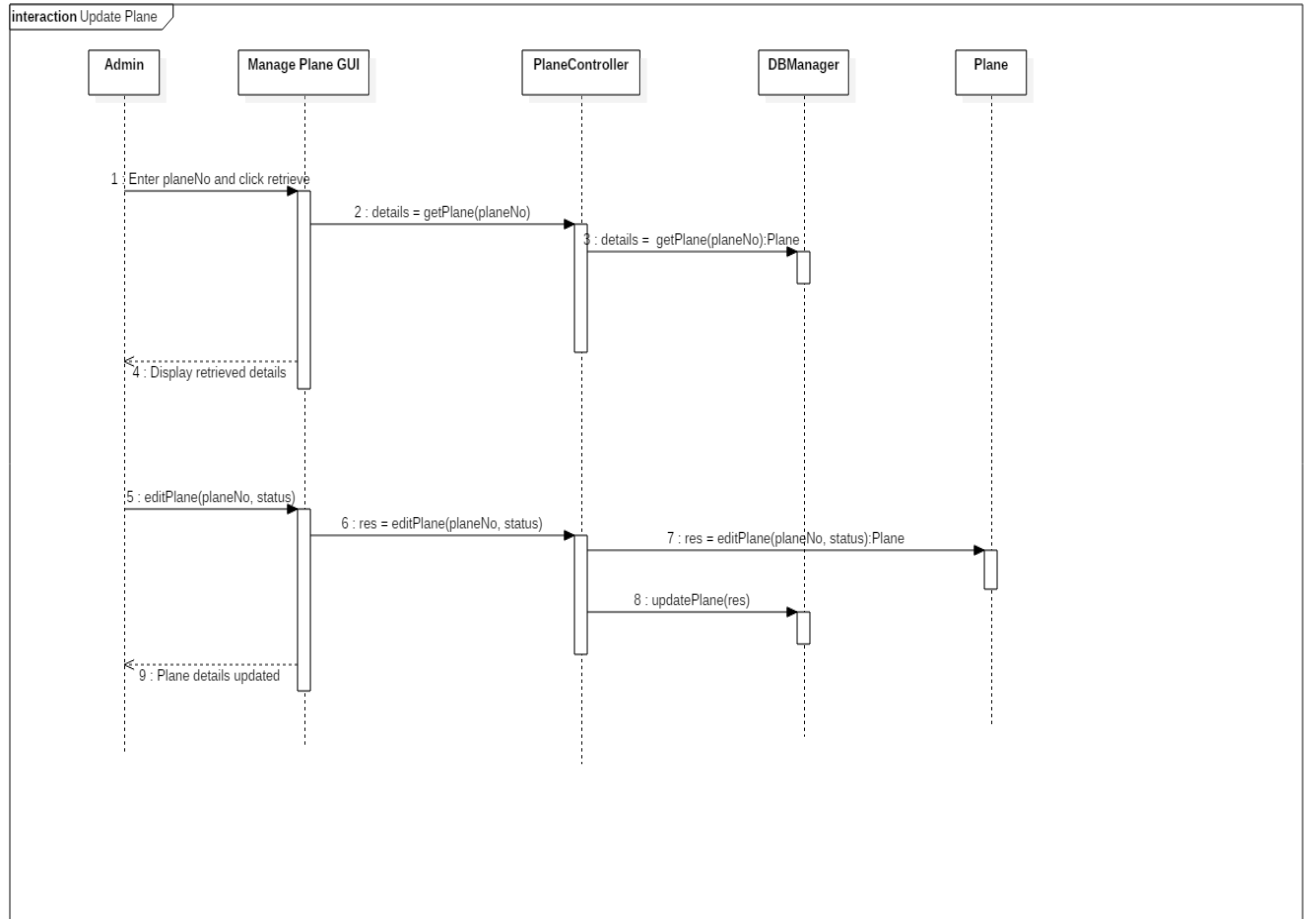 interaction Update Plane
Admin
Manage Plane GUI
PlaneController
DBManager
Plane
1 : Enter planeNo and click retrieve
2 : details = getPlane(planeNo)
3 : details =  getPlane(planeNo):Plane
4 : Display retrieved details
5 : editPlane(planeNo, status)
6 : res = editPlane(planeNo, status)
7 : res = editPlane(planeNo, status):Plane
8 : updatePlane(res)
9 : Plane details updated